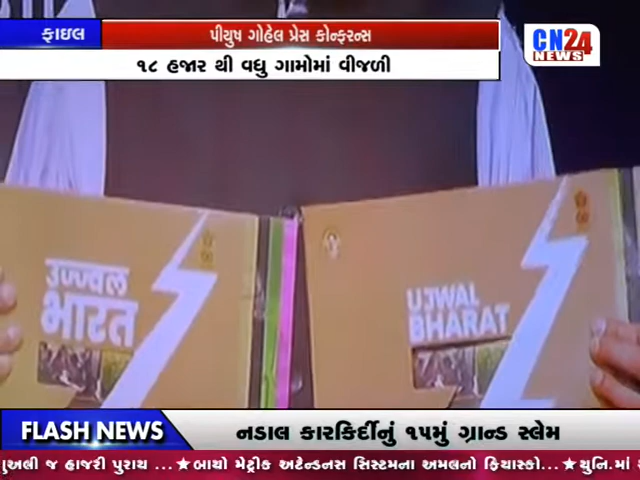 ફાઇલ
પીયુષ ગોહેલ પ્રેસ કોન્ફરન્સ
૧૮ હજાર થી વધુ ગામોમાં વીજળી
CN24
NEWS
उज्ज्वल
भारत
UJWAL
BHARAT
FLASH NEWS
નડાલ કારકિર્દીનું ૧૫મું ગ્રાન્ડ સ્લેમ
જ હાજરી પુરાય ...★બાયો મેટ્રીક અટેન્ડનસ સિસ્ટમના અમલનો ફિયાસ્કો...★યુનિ.માં